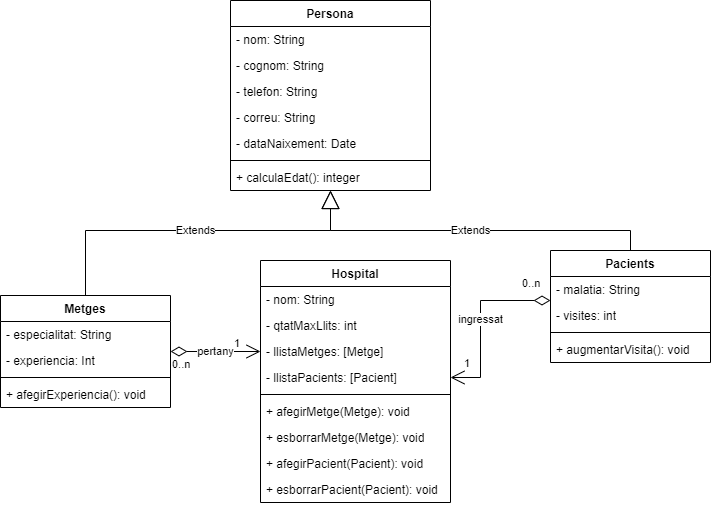 Persona
- nom: String
- cognom: String
- telefon: String
- correu: String
- dataNaixement: Date
+ calculaEdat(): integer
Extends
Extends
Metges
- especialitat: String
- experiencia: Int
+ afegirExperiencia(): void
0..n
pertany
1
Hospital
- nom: String
- qtatMaxLlits: int
- llistaMetges: [Metge]
- llistaPacients: [Pacient]
+ afegirMetge(Metge): void
+ esborrarMetge(Metge): void
+ afegirPacient(Pacient): void
+ esborrarPacient(Pacient): void
0..n
ingressat
1
Pacients
- malatia: String
- visites: int
+ augmentarVisita(): void